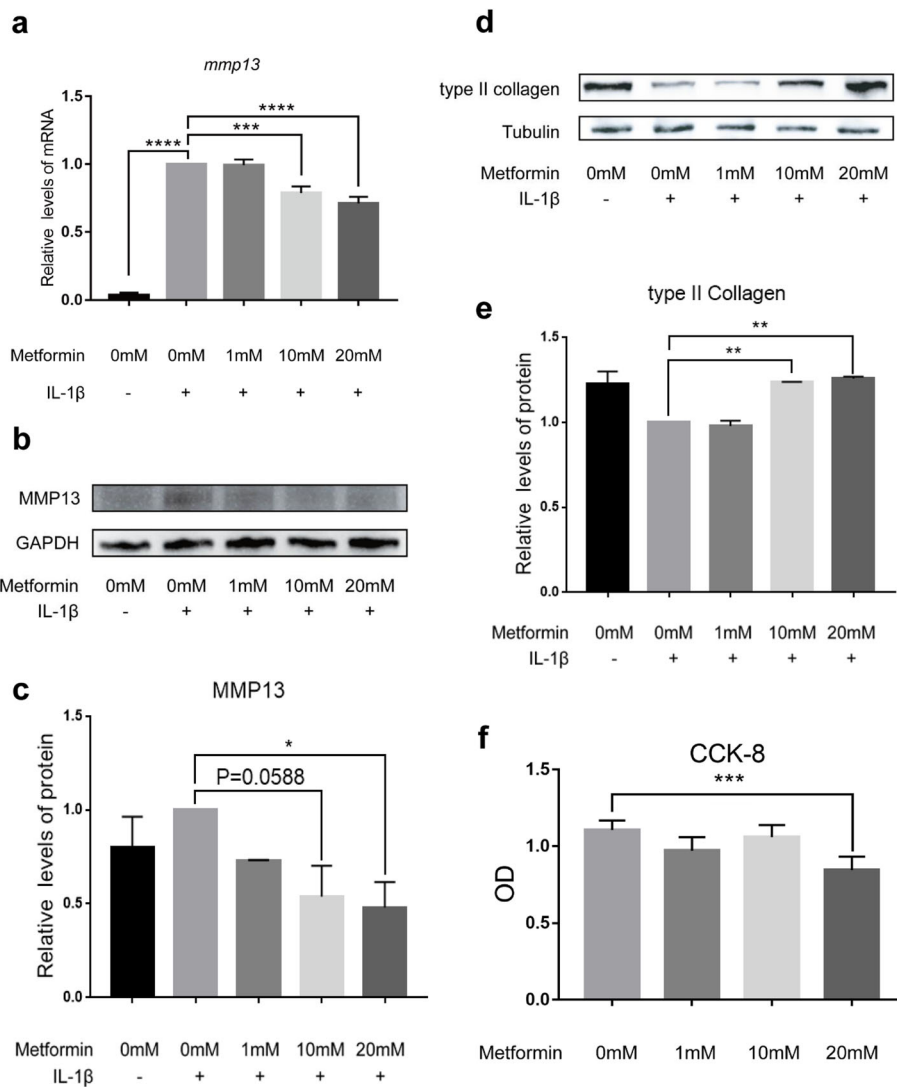 a
mmp13
Relative levels of mRNA
1.5
1.0
0.5
0.0
****
***
****
Metformin 0mM 0mM 1mM 10mM 20mM
IL-1β - + + + +
b
MMP13
GAPDH
Metformin 0mM 0mM 1mM 10mM 20mM
IL-1β - + + + +
c
MMP13
Relative levels of protein
1.5
1.0
0.5
0.0
*
P=0.0588
Metformin 0mM 0mM 1mM 10mM 20mM
IL-1β - + + + +
d
type II collagen
Tubulin
Metformin 0mM 0mM 1mM 10mM 20mM
IL-1β - + + + +
e
type II Collagen
Relative levels of protein
1.5
1.0
0.5
0.0
**
**
Metformin 0mM 0mM 1mM 10mM 20mM
IL-1β - + + + +
f
CCK-8
OD
1.5
1.0
0.5
0.0
***
Metformin 0mM 1mM 10mM 20mM